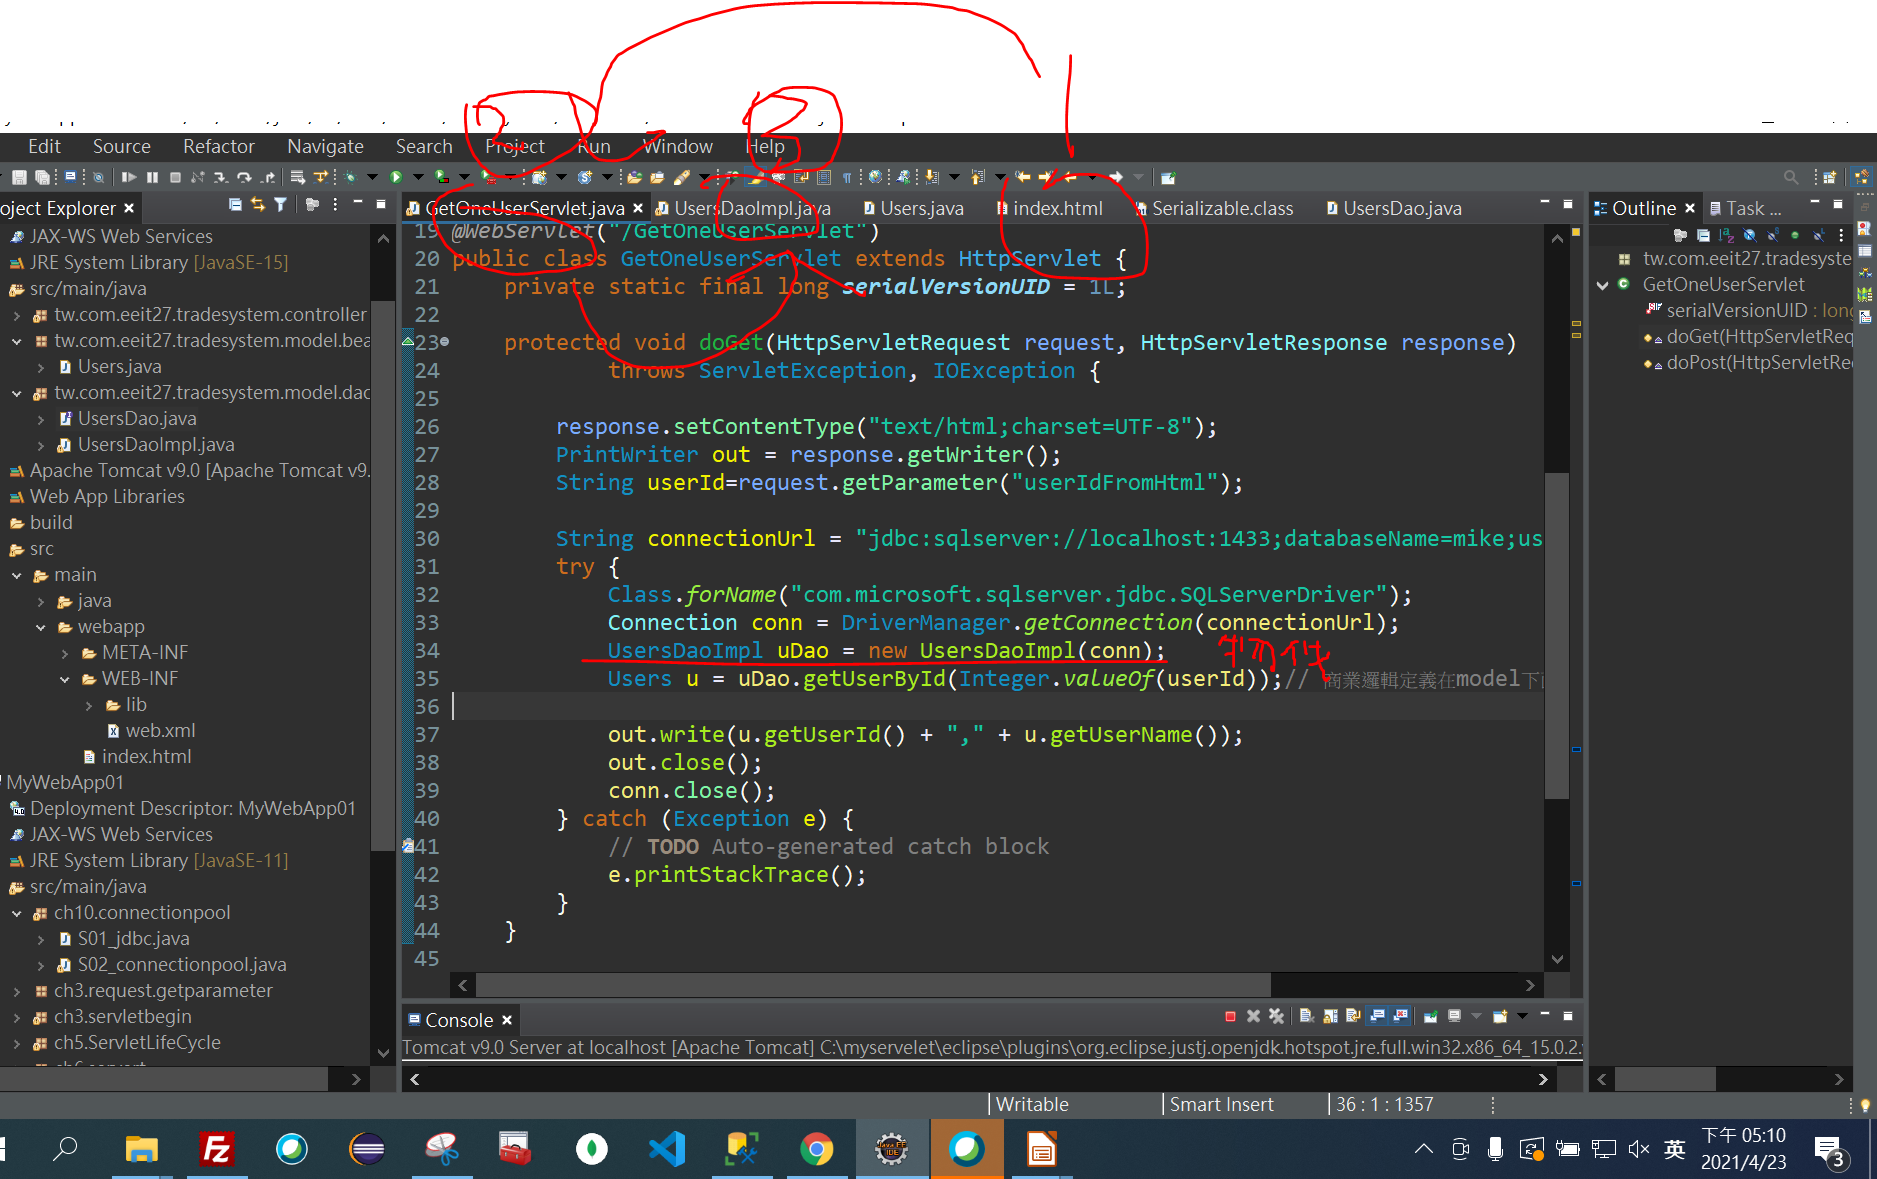 Edit Source Refactor Navigate Search Project Run Window Help
oject Explorer
JAX-WS Web Services
JRE System Library [JavaSE-15]
src/main/java
tw.com.eeit27.tradesystem.controller
tw.com.eeit27.tradesystem.model.bea
Users.java
tw.com.eeit27.tradesystem.model.dac
UsersDao.java
UsersDaoImpl.java
Apache Tomcat v9.0 [Apache Tomcat v9.
Web App Libraries
build
src
main
java
webapp
META-INF
WEB-INF
lib
web.xml
index.html
MyWebApp01
Deployment Descriptor: MyWebApp01
JAX-WS Web Services
JRE System Library [JavaSE-11]
src/main/java
ch10.connectionpool
S01_jdbc.java
S02_connectionpool.java
ch3.request.getparameter
ch3.servletbegin
ch5.ServletLifeCycle
GetOneUserServlet.java UsersDaoImpl.java Users.java index.html Serializable.class UsersDao.java
19 @WebServlet("/GetOneUserServlet")
20 public class GetOneUserServlet extends HttpServlet {
21 private static final long serialVersionUID = 1L;
22
23 protected void doGet(HttpServletRequest request, HttpServletResponse response)
24 throws ServletException, IOException {
25
26 response.setContentType("text/html;charset=UTF-8");
27 PrintWriter out = response.getWriter();
28 String userId=request.getParameter("userIdFromHtml");
29
30 String connectionUrl = "jdbc:sqlserver://localhost:1433;databaseName=mike;us
31 try {
32 Class.forName("com.microsoft.sqlserver.jdbc.SQLServerDriver");
33 Connection conn = DriverManager.getConnection(connectionUrl);
34 UsersDaoImpl uDao = new UsersDaoImpl(conn);
35 Users u = uDao.getUserById(Integer.valueOf(userId));// 商業邏輯定義在model下
36
37 out.write(u.getUserId() + "," + u.getUserName());
38 out.close();
39 conn.close();
40 } catch (Exception e) {
41 // TODO Auto-generated catch block
42 e.printStackTrace();
43 }
44 }
45
Outline Task ...
tw.com.eeit27.tradesyste
GetOneUserServlet
serialVersionUID : long
doGet(HttpServletReq
doPost(HttpServletRe
Console
Tomcat v9.0 Server at localhost [Apache Tomcat] C:\myservelet\eclipse\plugins\org.eclipse.justj.openjdk.hotspot.jre.full.win32.x86_64_15.0.2.
Writable Smart Insert 36 : 1 : 1357
英
下午 05:10
2021/4/23
3